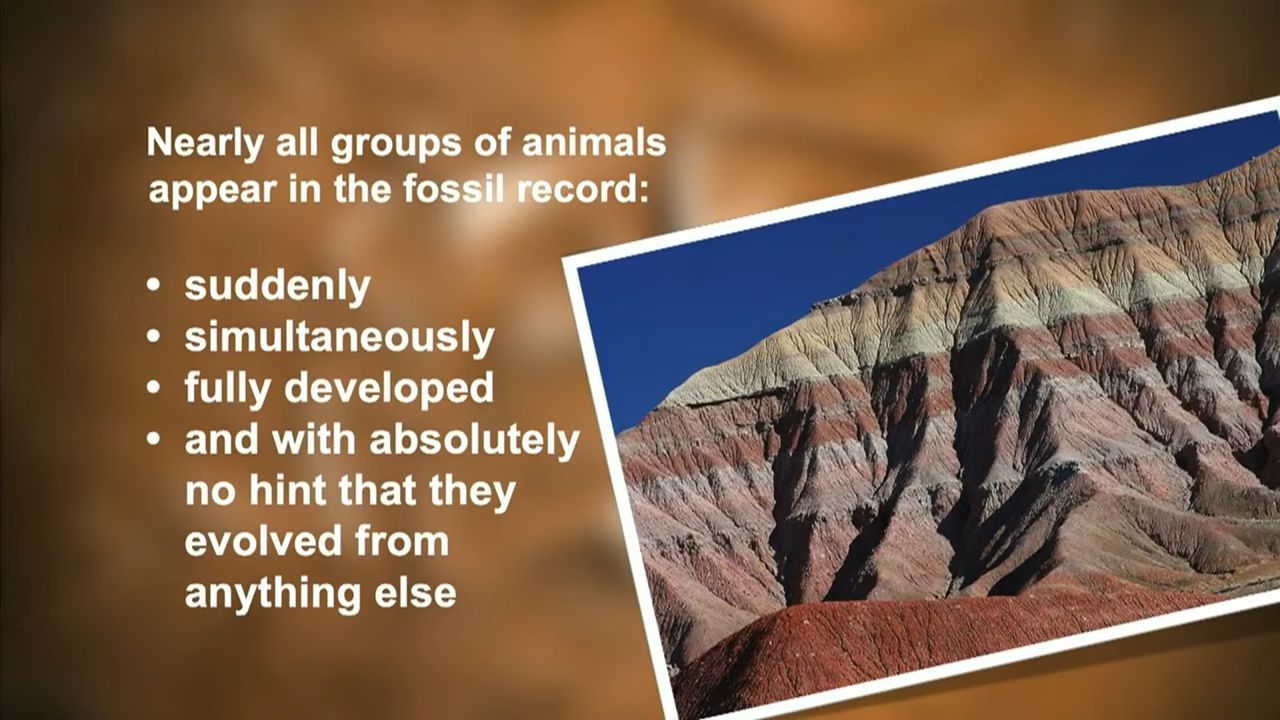 Nearly all groups of animals
appear in the fossil record:
• suddenly
• simultaneously
• fully developed
• and with absolutely
no hint that they
evolved from
anything else